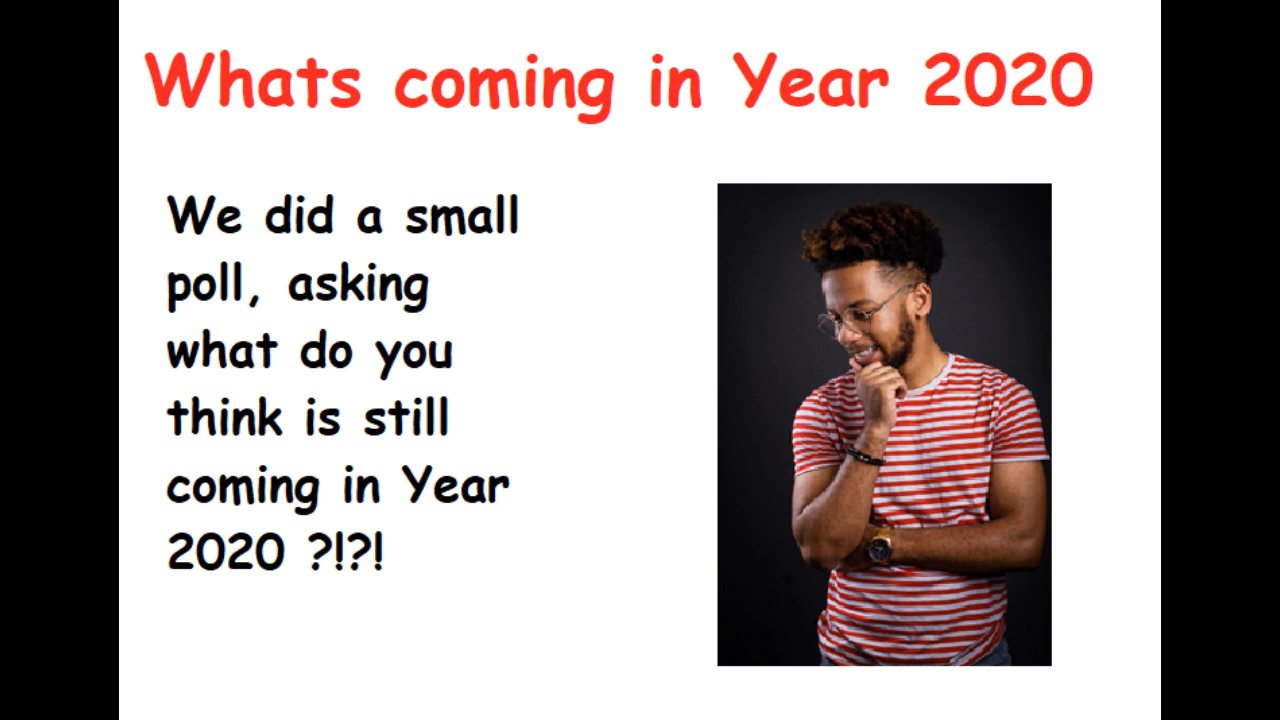 Whats coming in Year 2020
We did a small
poll, asking
what do you
think is still
coming in Year
2020 ?!?!